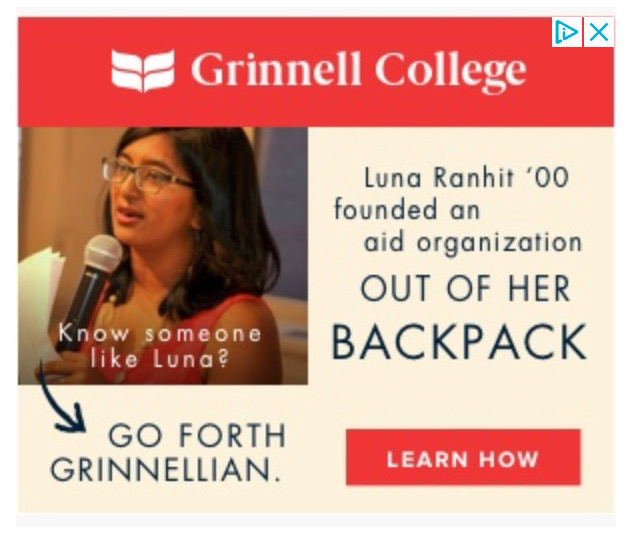 Grinnell College
Luna Ranhit ‘00
founded an
aid organization
OUT OF HER
BACKPACK
Know someone
like Luna?
GO FORTH
GRINNELLIAN.
LEARN HOW